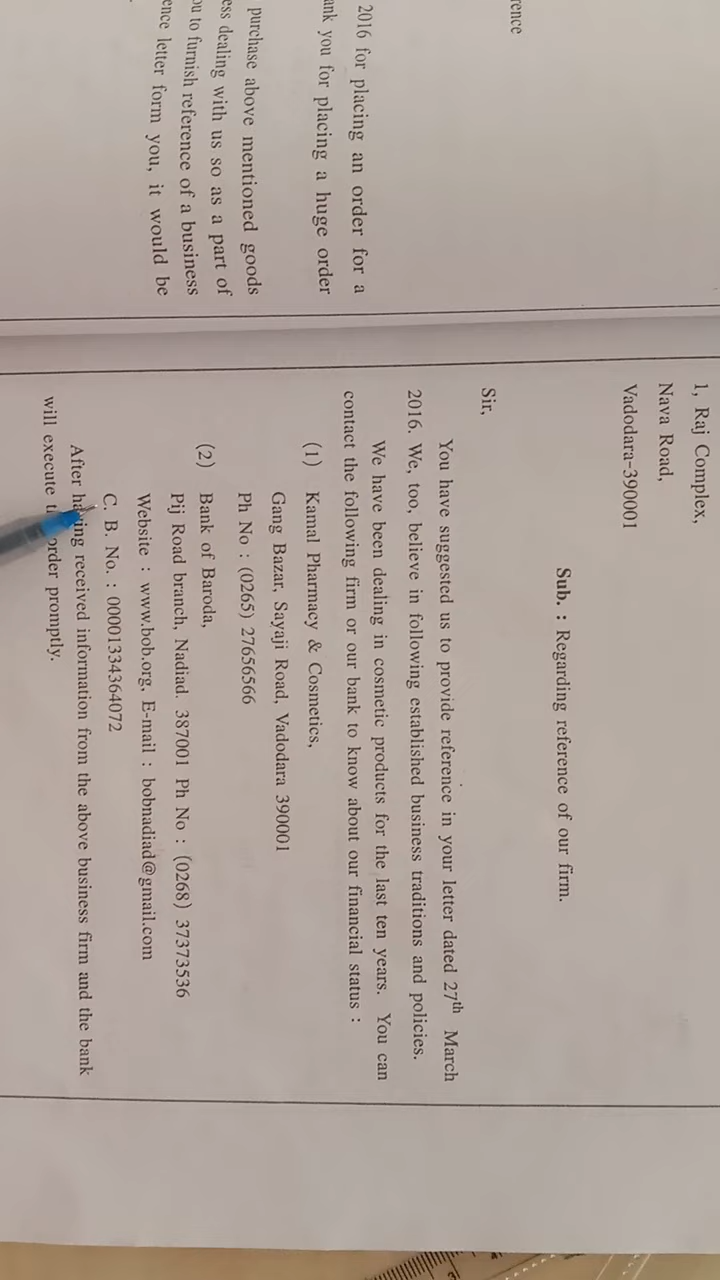 rence
2016 for placing an order for a
ank you for placing a huge order
purchase above mentioned goods
ess dealing with us so as a part of
ou to furnish reference of a business
ence letter form you, it would be
1, Raj Complex,
Nava Road,
Vadodara-390001
Sub. : Regarding reference of our firm.
Sir,
You have suggested us to provide reference in your letter dated 27th March
2016. We, too, believe in following established business traditions and policies.
We have been dealing in cosmetic products for the last ten years. You can
contact the following firm or our bank to know about our financial status :
(1) Kamal Pharmacy & Cosmetics,
Gang Bazar, Sayaji Road, Vadodara 390001
Ph No : (0265) 27656566
(2) Bank of Baroda,
Pij Road branch, Nadiad. 387001 Ph No : (0268) 37373536
Website : www.bob.org, E-mail : bobnadiad@gmail.com
C. B. No. : 00001334364072
After having received information from the above business firm and the bank
will execute order promptly.